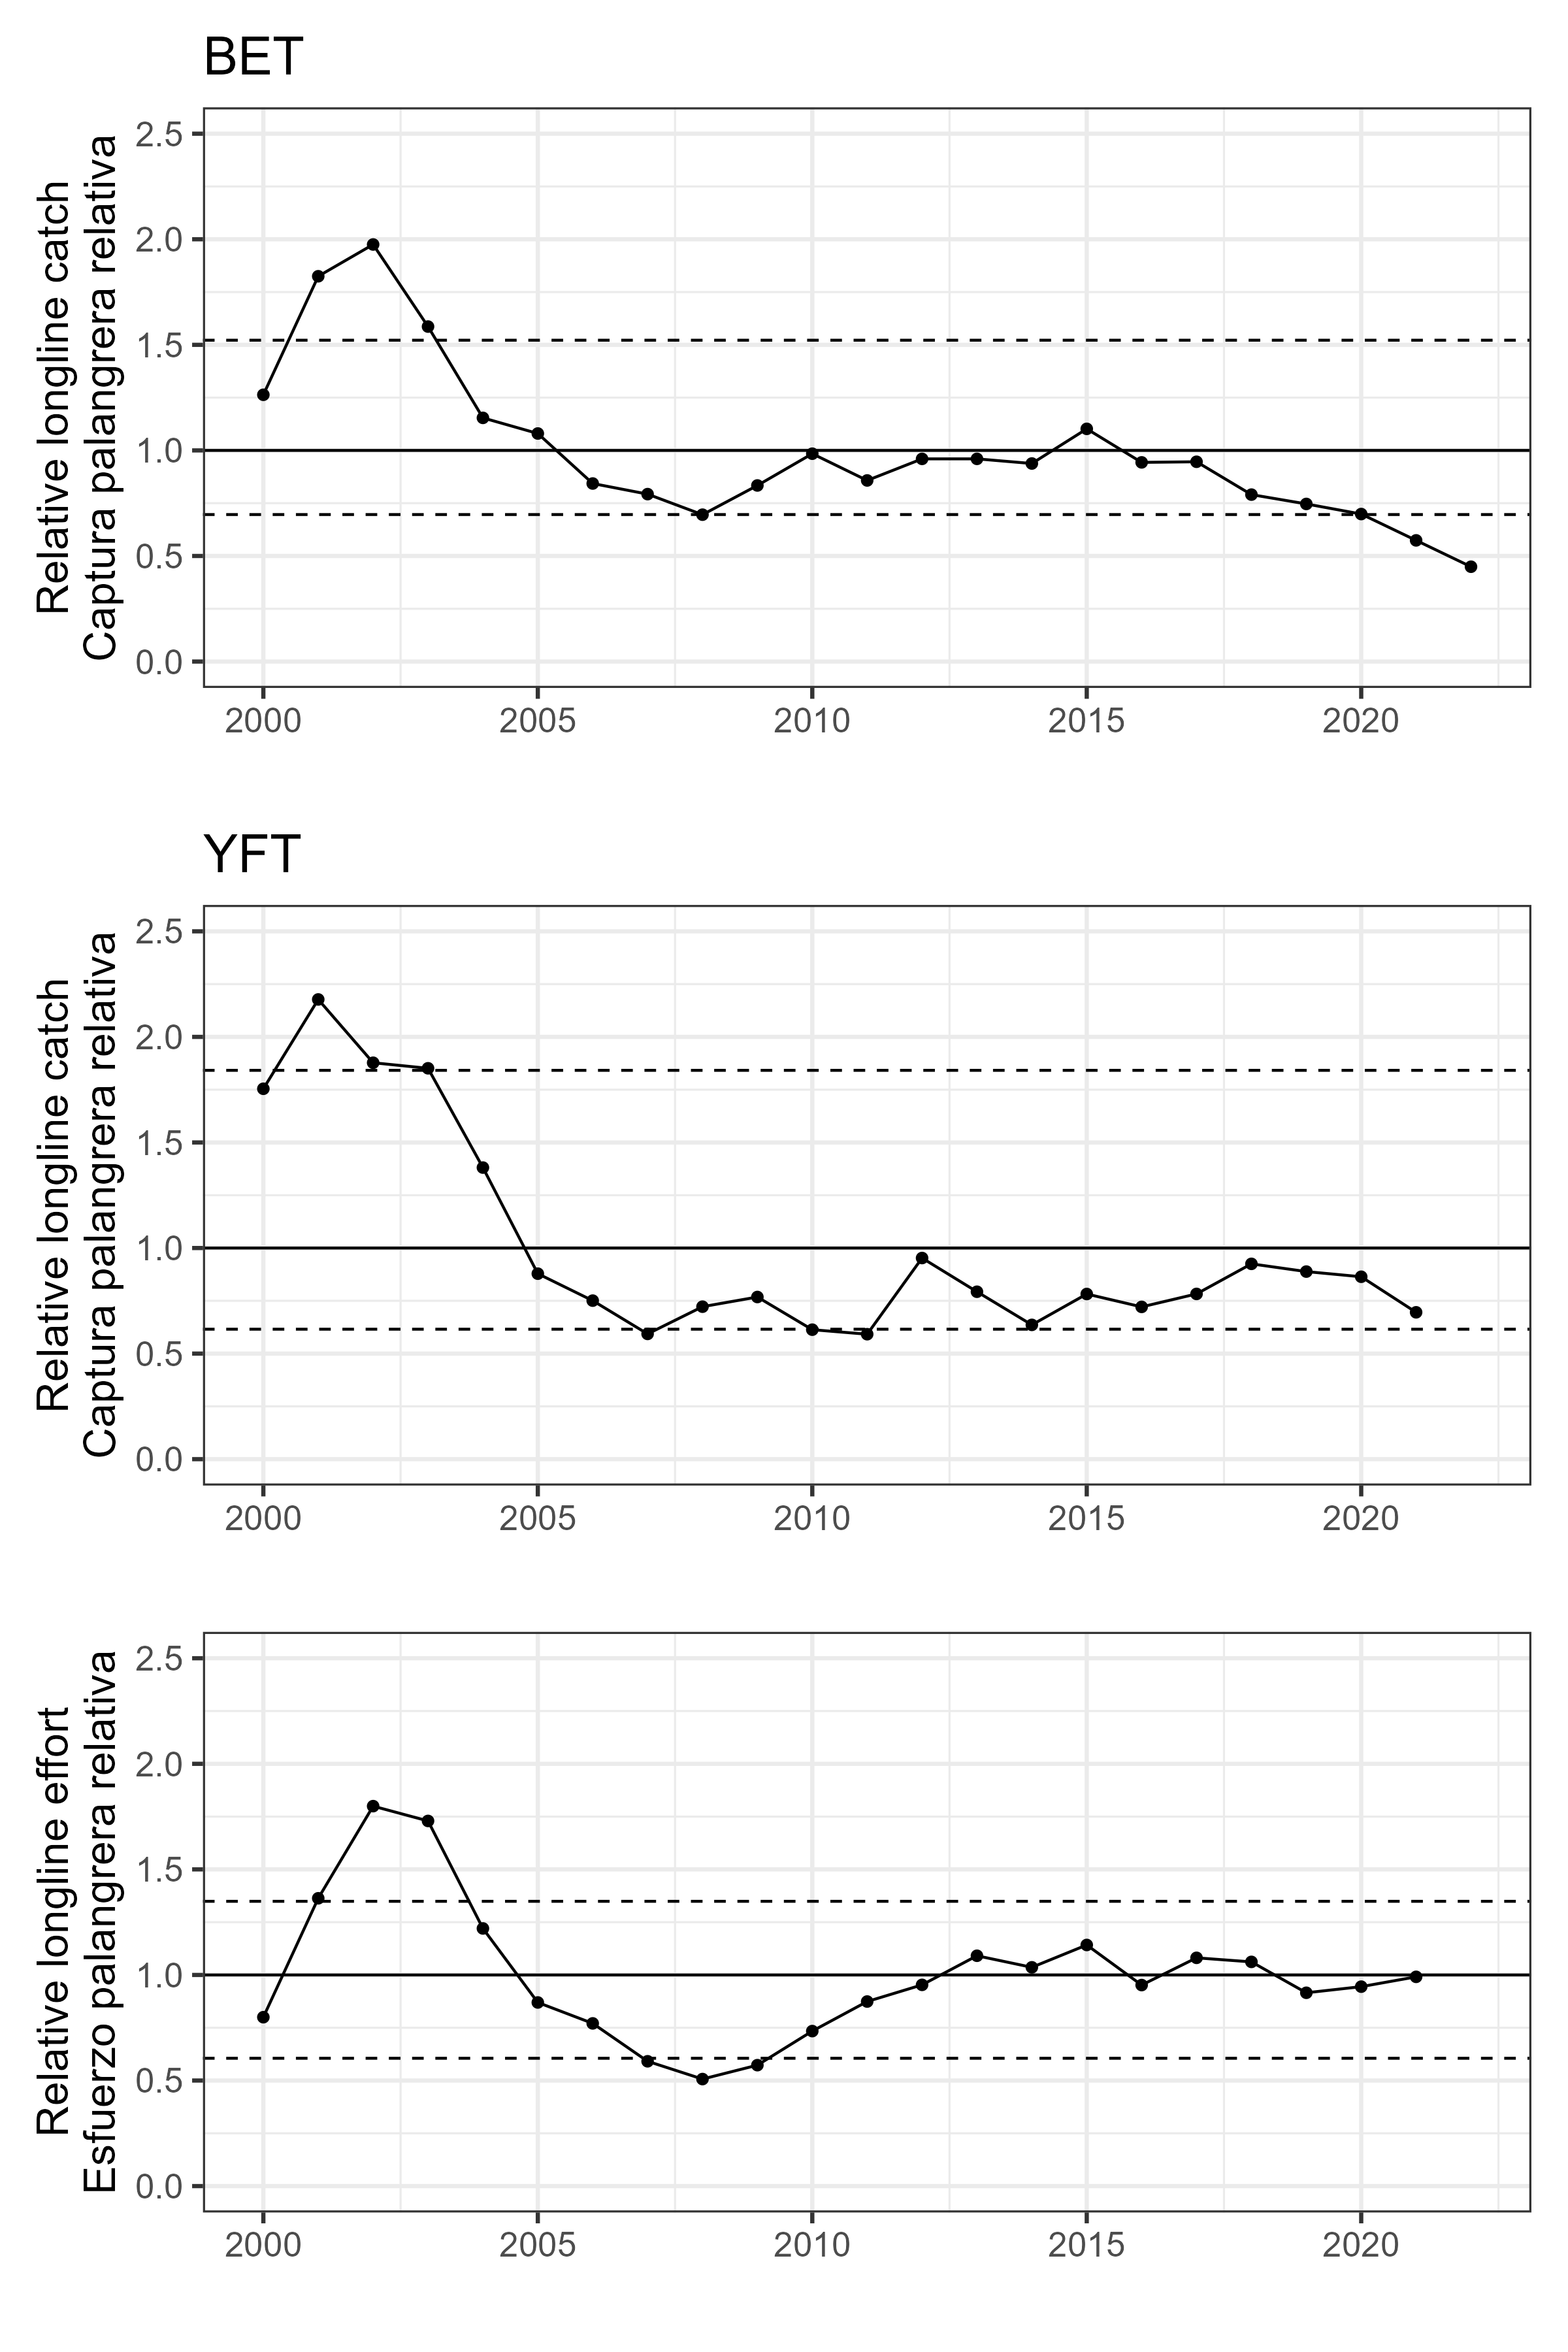 BET
Relative longline catch
Captura palangrera relativa
2.5
2.0
1.5
1.0
0.5
0.0
2000 2005 2010 2015 2020
YFT
Relative longline catch
Captura palangrera relativa
2.5
2.0
1.5
1.0
0.5
0.0
2000 2005 2010 2015 2020
Relative longline effort
Esfuerzo palangrera relativa
2.5
2.0
1.5
1.0
0.5
0.0
2000 2005 2010 2015 2020